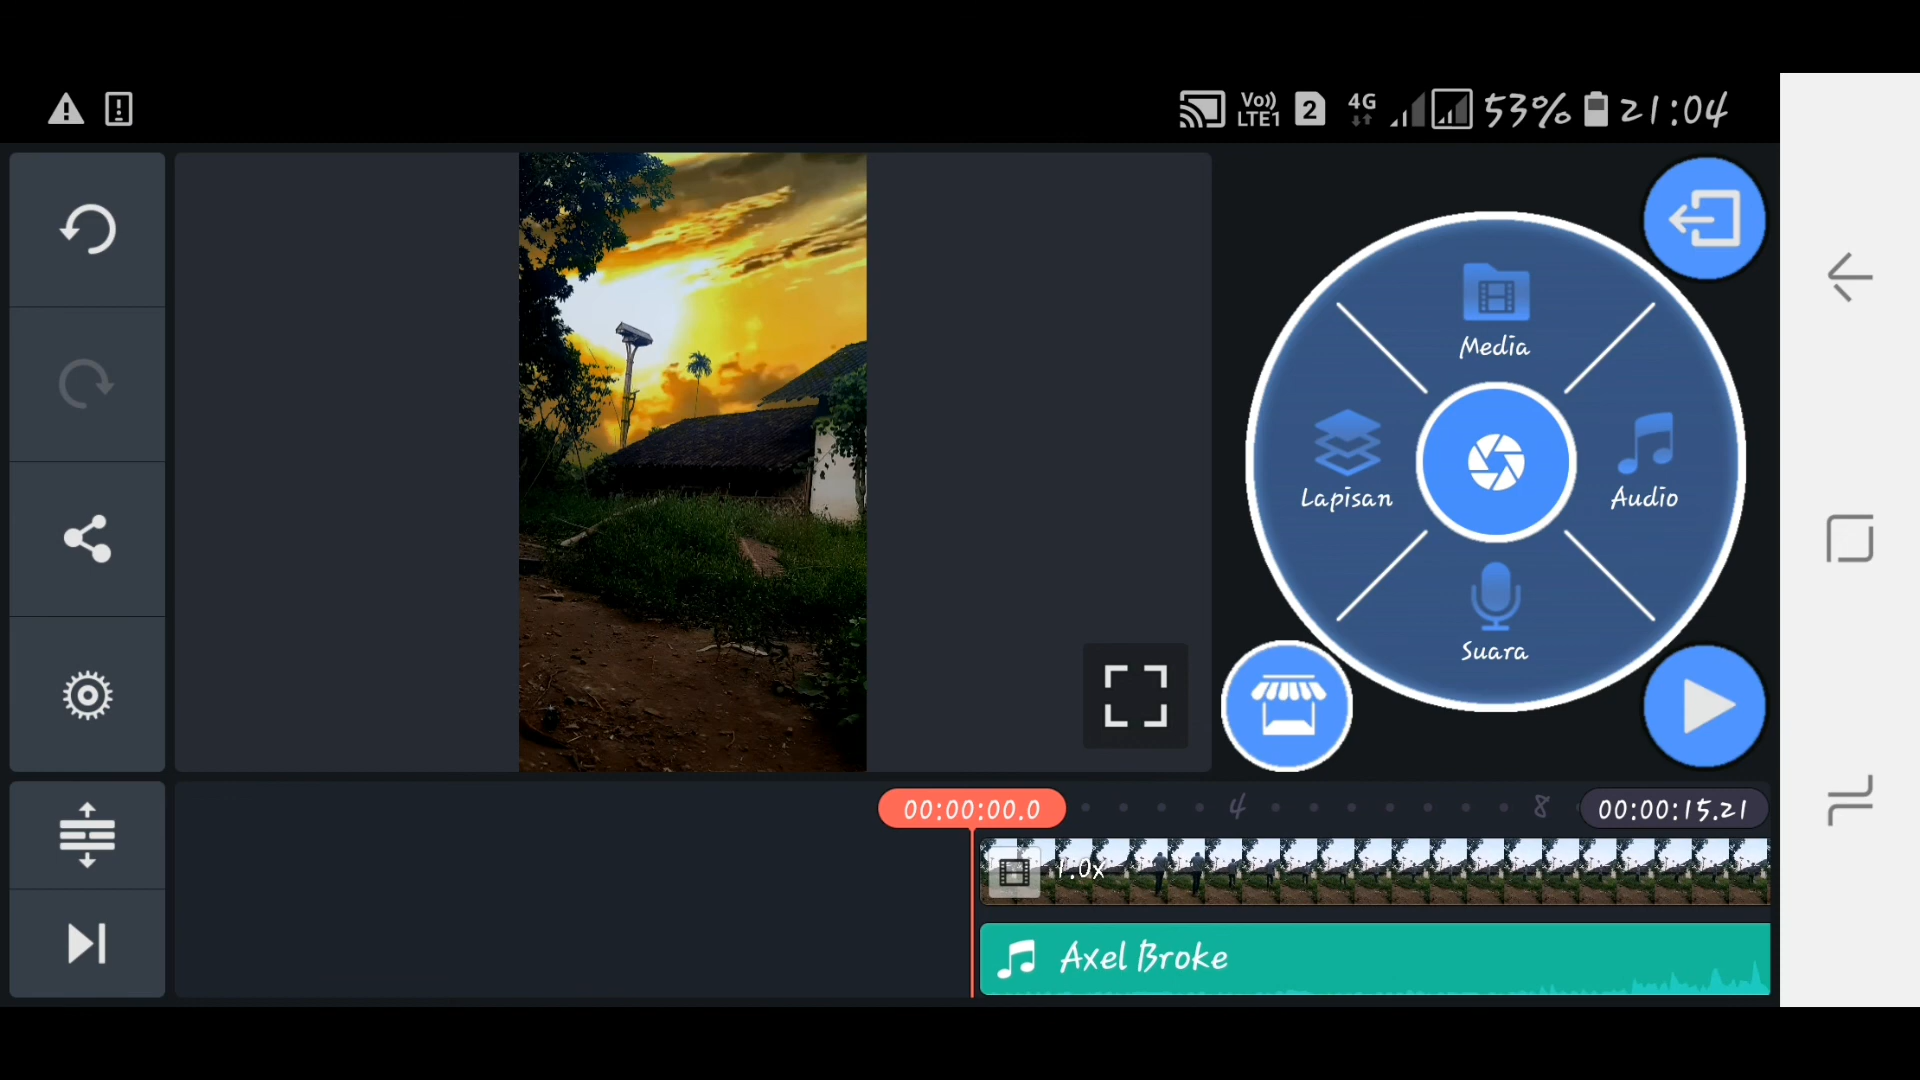 Vo)) LTE1 2 4G 53% 21:04
Media
Lapisan
Audio
Suara
00:00:00.0 4 8 00:00:15.21
1.0x
Axel Broke